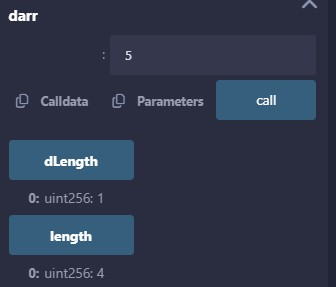 darr
: 5
Calldata Parameters call
dLength
0: uint256: 1
length
0: uint256: 4